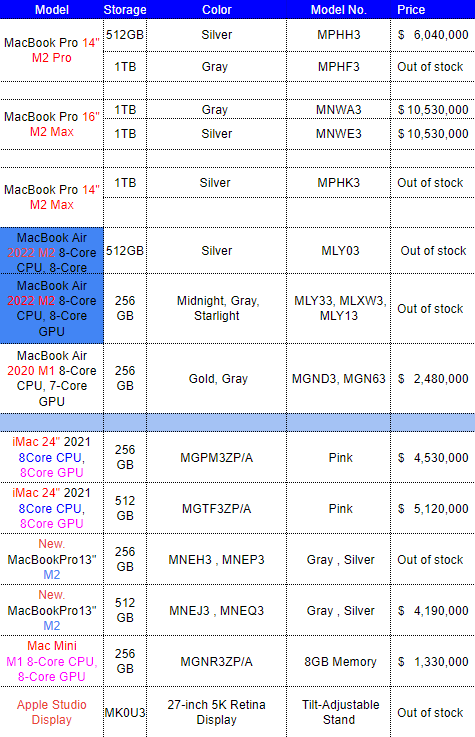 Model Storage Color Model No. Price
MacBook Pro 14" M2 Pro 512GB Silver MPHH3 $ 6,040,000
1TB Gray MPHF3 Out of stock
MacBook Pro 16" M2 Max 1TB Gray MNWA3 $ 10,530,000
1TB Silver MNWE3 $ 10,530,000
MacBook Pro 14" M2 Max 1TB Silver MPHK3 Out of stock
MacBook Air 2022 M2 8-Core CPU, 8-Core 512GB Silver MLY03 Out of stock
MacBook Air 2022 M2 8-Core CPU, 8-Core GPU 256 GB Midnight, Gray, Starlight MLY33, MLXW3, MLY13 Out of stock
MacBook Air 2020 M1 8-Core CPU, 7-Core GPU 256 GB Gold, Gray MGND3, MGN63 $ 2,480,000
iMac 24" 2021 8Core CPU, 8Core GPU 256 GB MGPM3ZP/A Pink $ 4,530,000
iMac 24" 2021 8Core CPU, 8Core GPU 512 GB MGTF3ZP/A Pink $ 5,120,000
New. MacBookPro13" M2 256 GB MNEH3 , MNEP3 Gray , Silver Out of stock
New. MacBookPro13" M2 512 GB MNEJ3 , MNEQ3 Gray , Silver $ 4,190,000
Mac Mini M1 8-Core CPU, 8-Core GPU 256 GB MGNR3ZP/A 8GB Memory $ 1,330,000
Apple Studio Display MK0U3 27-inch 5K Retina Display Tilt-Adjustable Stand Out of stock